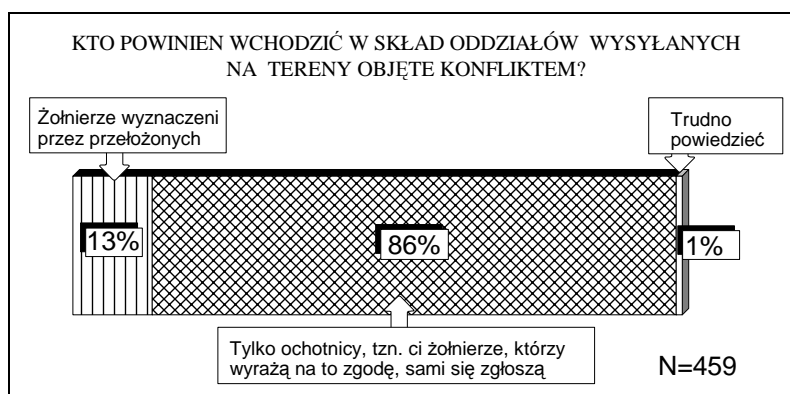 KTO POWINIEN WCHODZIĆ W SKŁAD ODDZIAŁÓW WYSYŁANYCH
NA TERENY OBJĘTE KONFLIKTEM?
Żołnierze wyznaczeni
przez przełożonych
Trudno
powiedzieć
13%
86%
1%
Tylko ochotnicy, tzn. ci żołnierze, którzy
wyrażą na to zgodę, sami się zgłoszą
N=459